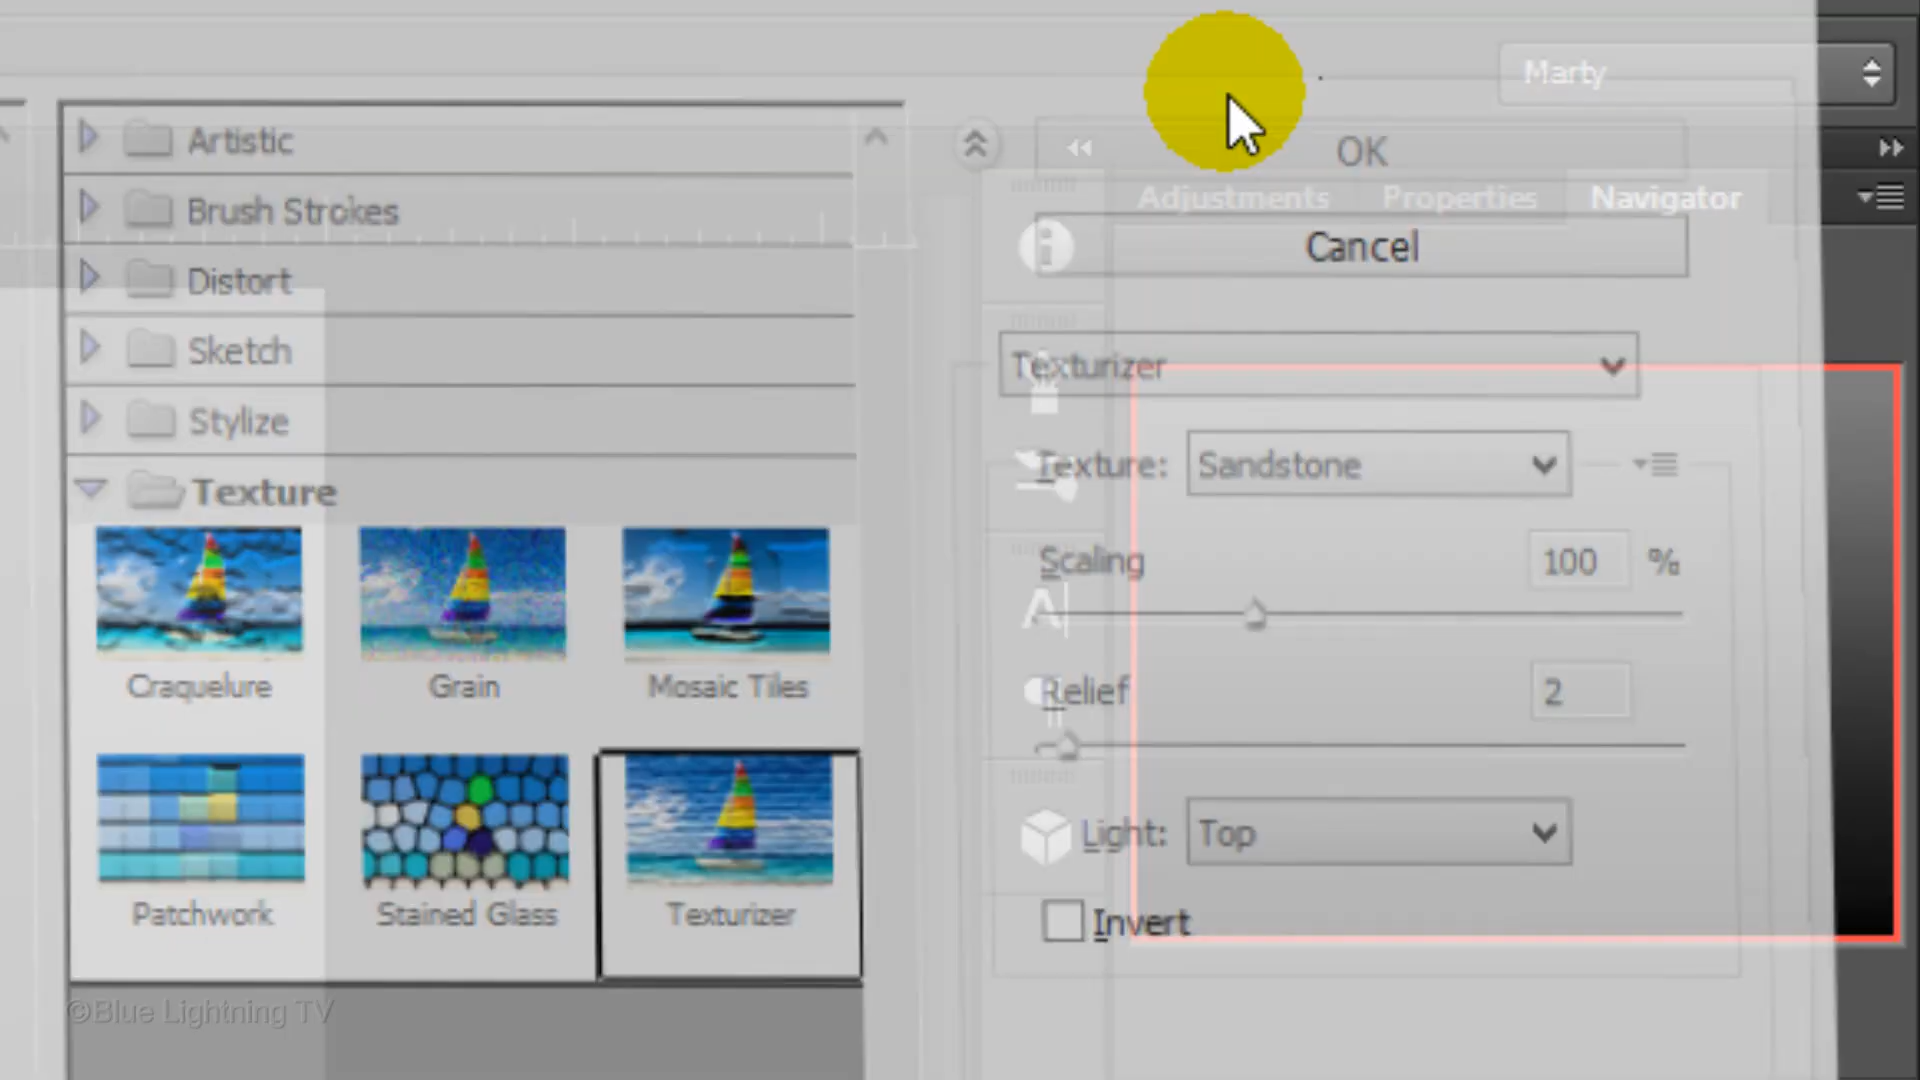 Marty
Artistic
OK
Adjustments Properties Navigator
Brush Strokes
Cancel
Distort
Sketch
Texturizer
Stylize
Texture: Sandstone
Texture
Scaling 100 %
Craquelure Grain Mosaic Tiles
Relief 2
Light: Top
Patchwork Stained Glass Texturizer
Invert
©Blue Lightning TV